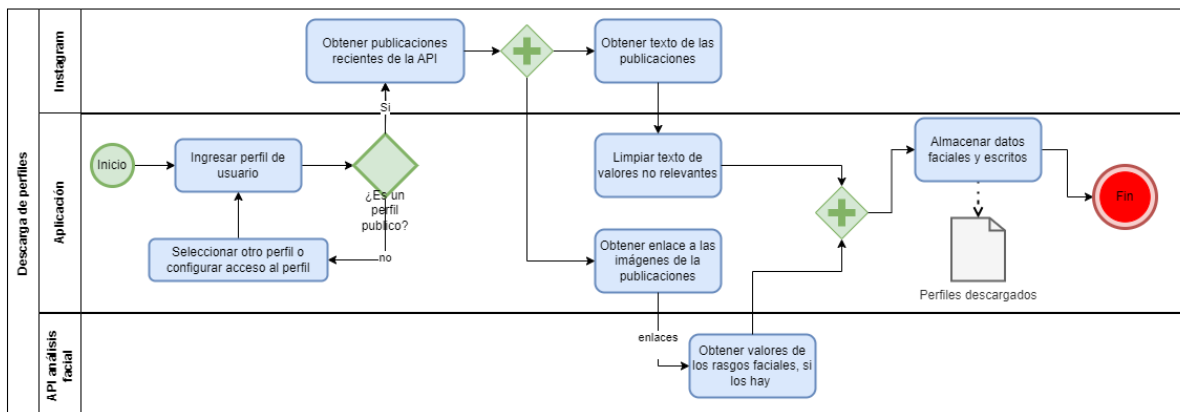 Descarga de perfiles
Instagram
Obtener publicaciones
recientes de la API
Obtener texto de las
publicaciones
Si
Aplicación
Inicio
Ingresar perfil de
usuario
¿Es un
perfil
publico?
no
Seleccionar otro perfil o
configurar acceso al perfil
Limpiar texto de
valores no relevantes
Obtener enlace a las
imágenes de la
publicaciones
Almacenar datos
faciales y escritos
Fin
Perfiles descargados
API análisis
facial
enlaces
Obtener valores de
los rasgos faciales, si
los hay